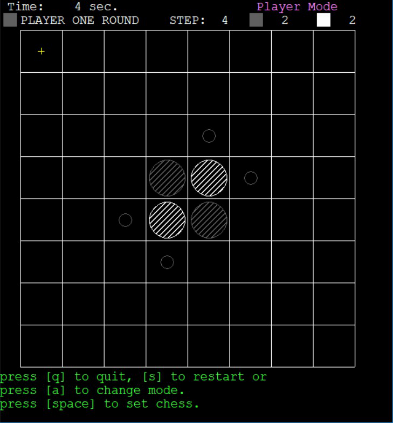 Time: 4 sec. Player Mode
PLAYER ONE ROUND STEP: 4 2 2
press [q] to quit, [s] to restart or
press [a] to change mode.
press [space] to set chess.